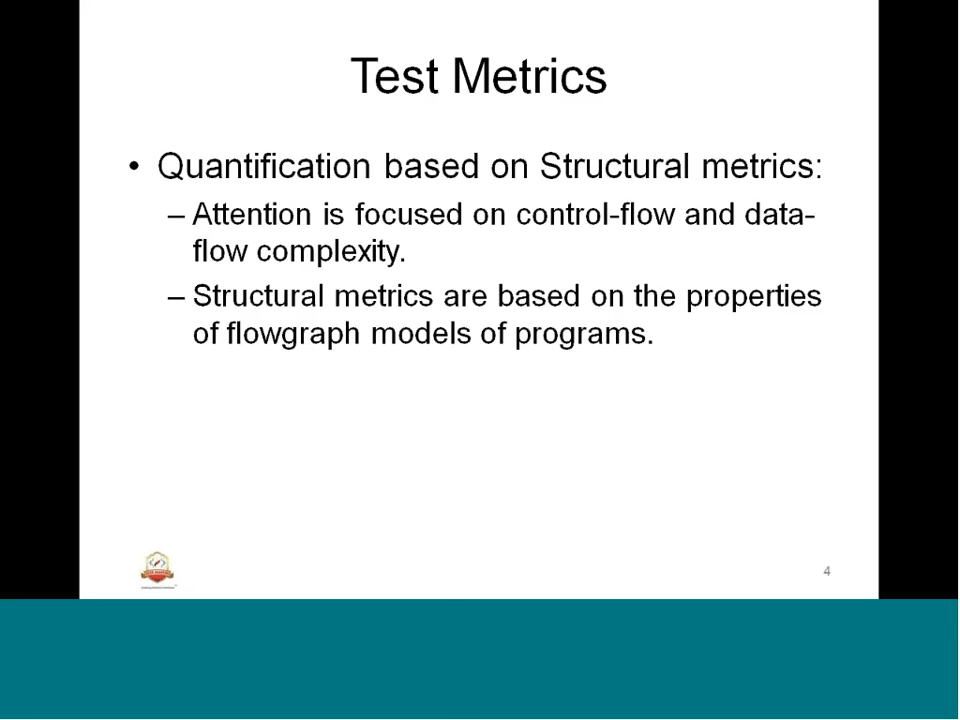 Test Metrics
• Quantification based on Structural metrics:
– Attention is focused on control-flow and data-
flow complexity.
– Structural metrics are based on the properties
of flowgraph models of programs.
4